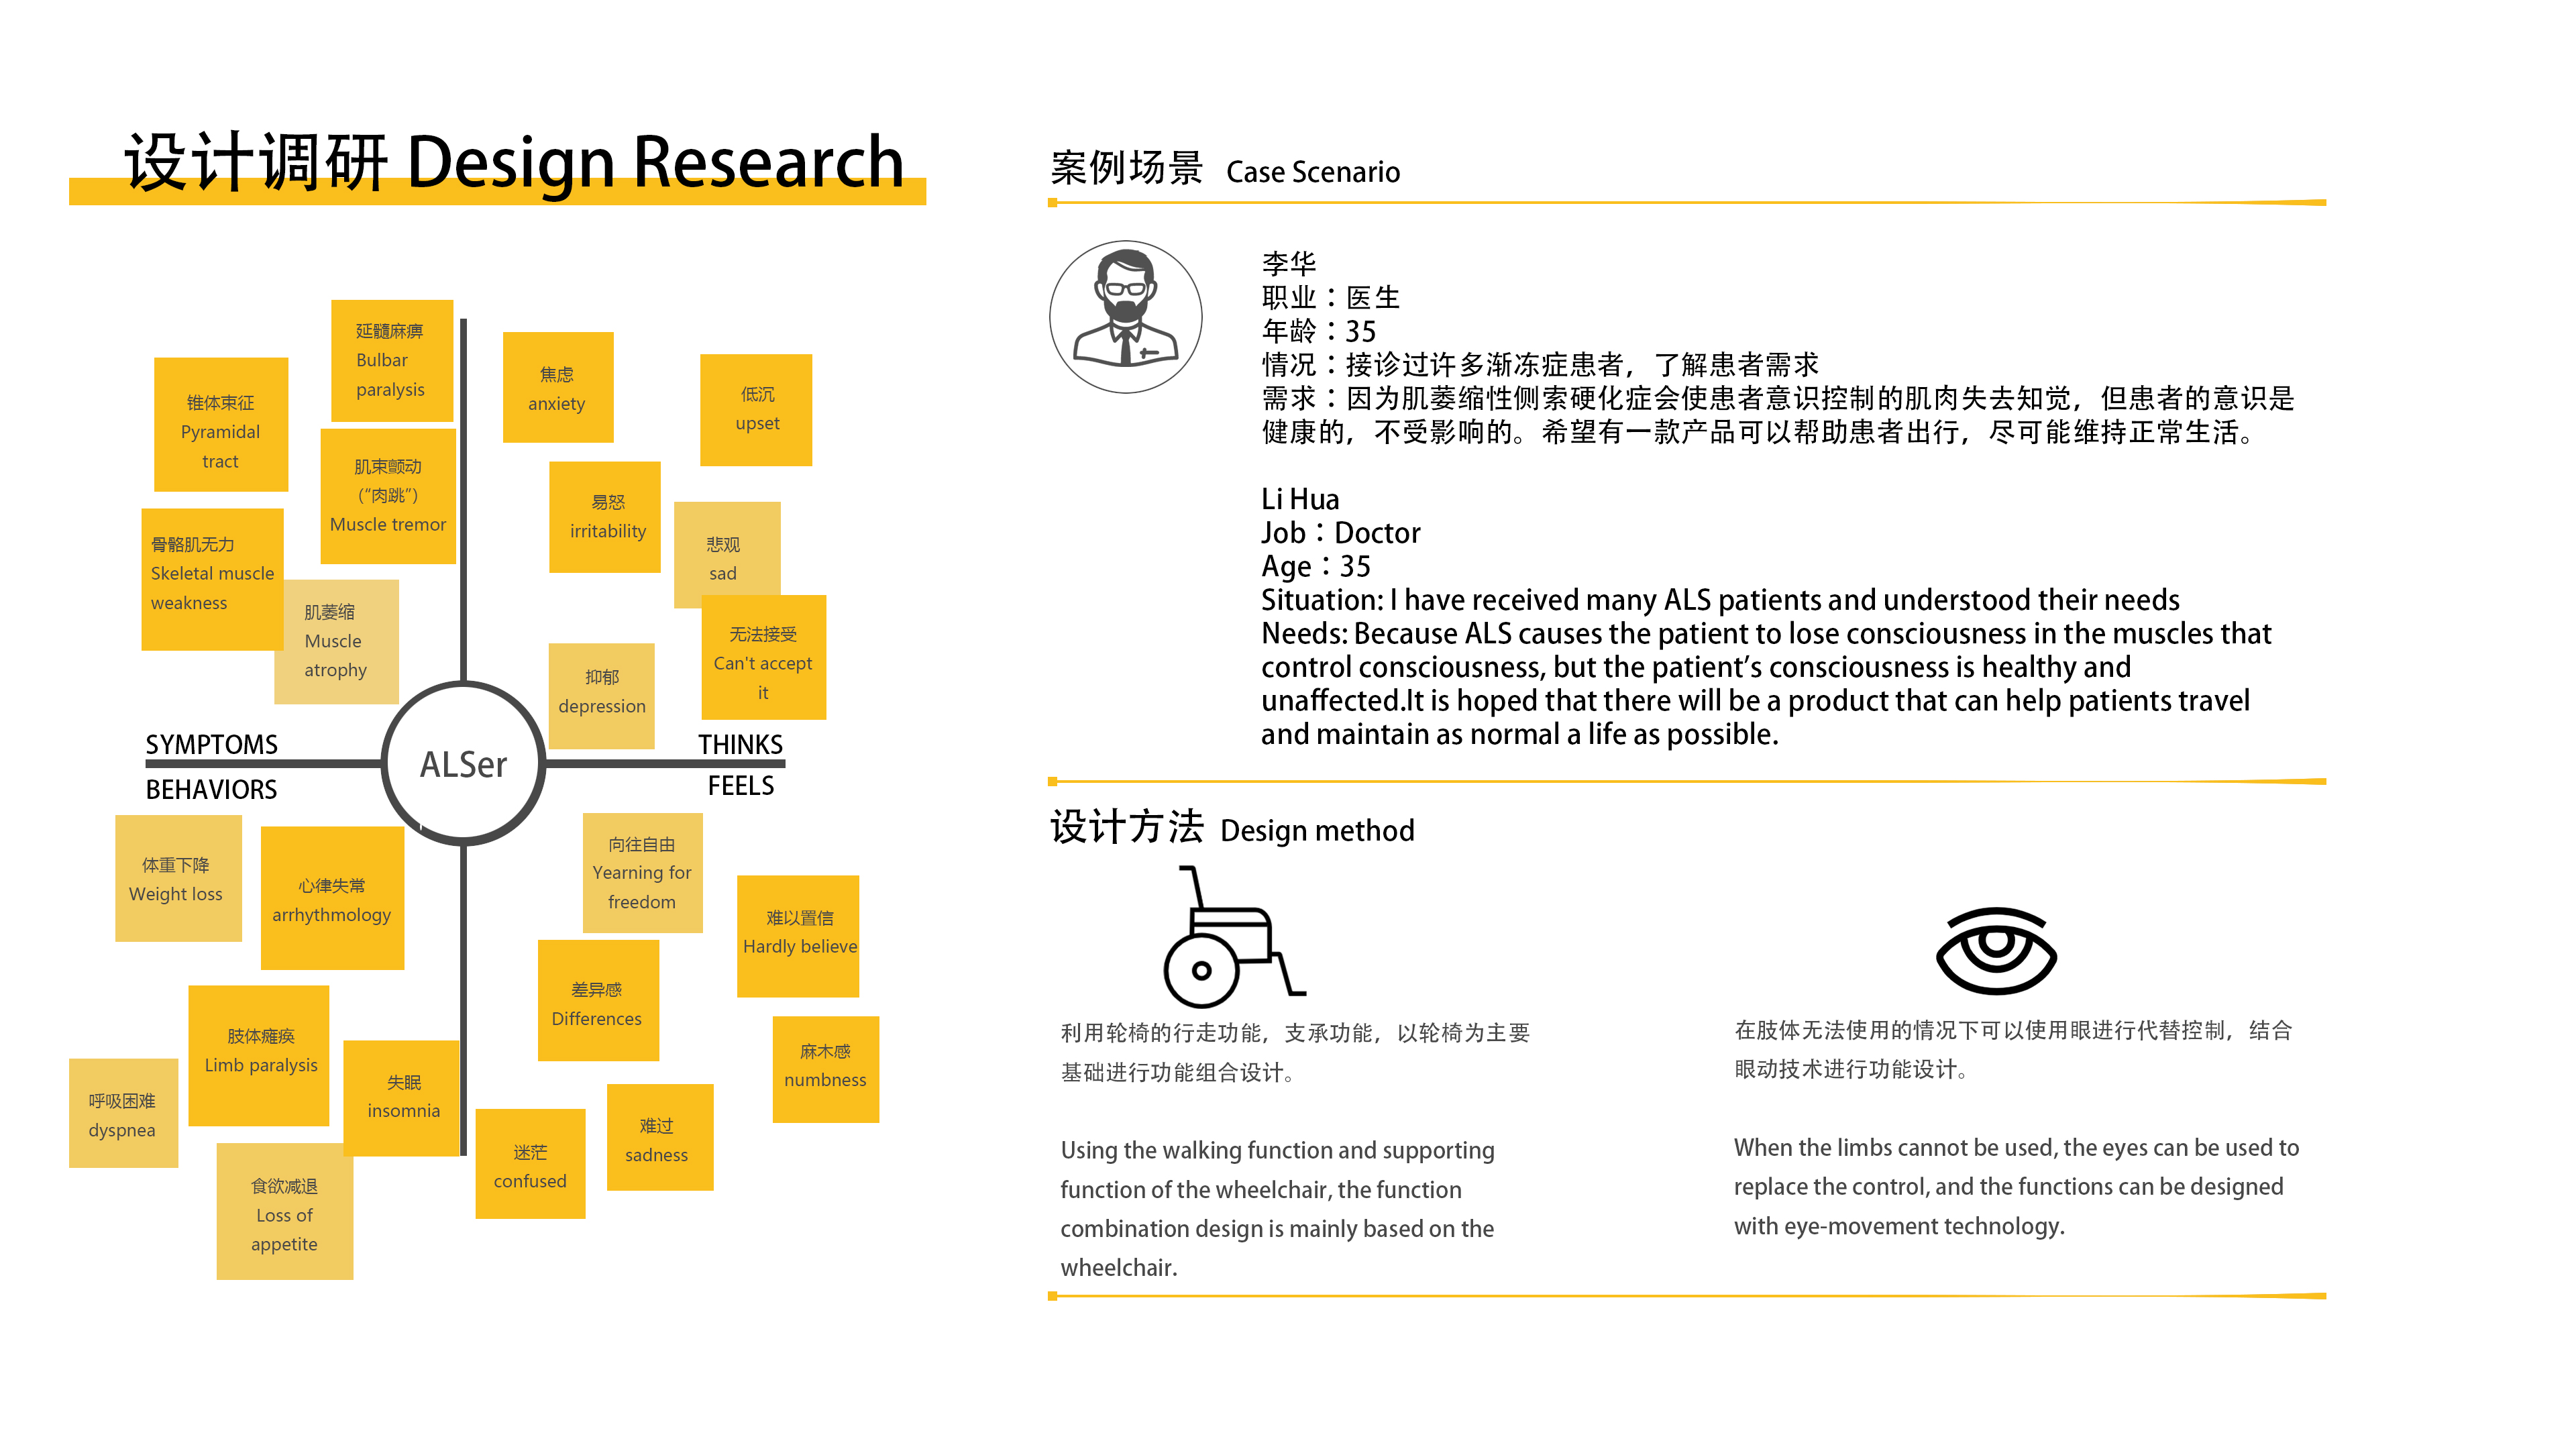 设计调研 Design Research
延髓麻痹
Bulbar
paralysis
锥体束征
Pyramidal
tract
肌束颤动
（“肉跳”）
Muscle tremor
骨骼肌无力
Skeletal muscle
weakness
肌萎缩
Muscle
atrophy
焦虑
anxiety
低沉
upset
易怒
irritability
悲观
sad
无法接受
Can't accept
it
抑郁
depression
SYMPTOMS
THINKS
ALSer
BEHAVIORS
FEELS
体重下降
Weight loss
心律失常
arrhythmology
肢体瘫痪
Limb paralysis
失眠
insomnia
呼吸困难
dyspnea
食欲减退
Loss of
appetite
向往自由
Yearning for
freedom
难以置信
Hardly believe
差异感
Differences
麻木感
numbness
难过
sadness
迷茫
confused
案例场景 Case Scenario
李华
职业：医生
年龄：35
情况：接诊过许多渐冻症患者，了解患者需求
需求：因为肌萎缩性侧索硬化症会使患者意识控制的肌肉失去知觉，但患者的意识是
健康的，不受影响的。希望有一款产品可以帮助患者出行，尽可能维持正常生活。
Li Hua
Job：Doctor
Age：35
Situation: I have received many ALS patients and understood their needs
Needs: Because ALS causes the patient to lose consciousness in the muscles that
control consciousness, but the patient’s consciousness is healthy and
unaffected.It is hoped that there will be a product that can help patients travel
and maintain as normal a life as possible.
设计方法 Design method
利用轮椅的行走功能，支承功能，以轮椅为主要
基础进行功能组合设计。
Using the walking function and supporting
function of the wheelchair, the function
combination design is mainly based on the
wheelchair.
在肢体无法使用的情况下可以使用眼进行代替控制，结合
眼动技术进行功能设计。
When the limbs cannot be used, the eyes can be used to
replace the control, and the functions can be designed
with eye-movement technology.